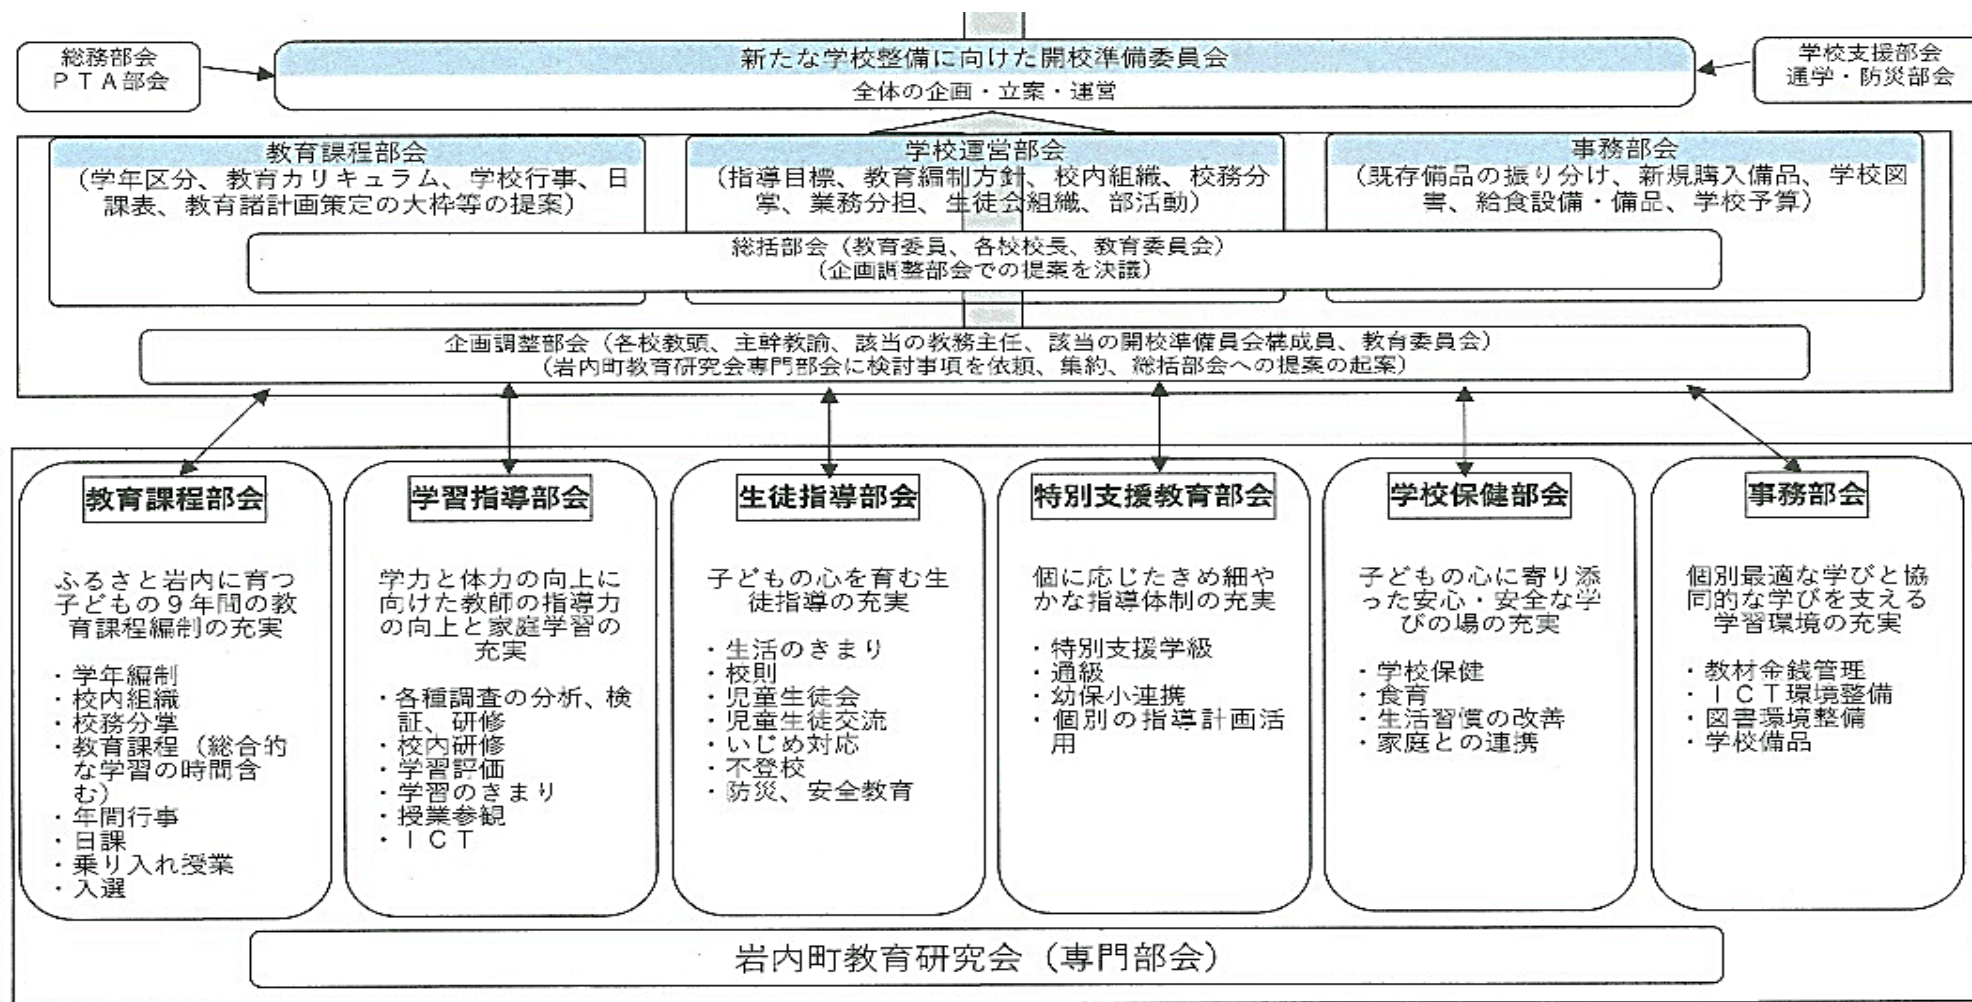 総務部会
ＰＴＡ部会
新たな学校整備に向けた開校準備委員会
全体の企画・立案・運営
学校支援部会
通学・防災部会
教育課程部会
（学年区分、教育カリキュラム、学校行事、日
課表、教育諸計画策定の大枠等の提案）
学校運営部会
（指導目標、教育編制方針、校内組織、校務分
掌、業務分担、生徒会組織、部活動）
事務部会
（既存備品の振り分け、新規購入備品、学校図
書、給食設備・備品、学校予算）
総括部会（教育委員、各校校長、教育委員会）
（企画調整部会での提案を決議）
企画調整部会（各校教頭、主幹教諭、該当の教務主任、該当の開校準備員会構成員、教育委員会）
（岩内町教育研究会専門部会に検討事項を依頼、集約、総括部会への提案の起案）
教育課程部会
ふるさと岩内に育つ
子どもの９年間の教
育課程編制の充実
・学年編制
・校内組織
・校務分掌
・教育課程（総合的
な学習の時間含
む）
・年間行事
・日課
・乗り入れ授業
・入選
学習指導部会
学力と体力の向上に
向けた教師の指導力
の向上と家庭学習の
充実
・各種調査の分析、検
証、研修
・校内研修
・学習評価
・学習のきまり
・授業参観
・ＩＣＴ
生徒指導部会
子どもの心を育む生
徒指導の充実
・生活のきまり
・校則
・児童生徒会
・児童生徒交流
・いじめ対応
・不登校
・防災、安全教育
特別支援教育部会
個に応じたきめ細や
かな指導体制の充実
・特別支援学級
・通級
・幼保小連携
・個別の指導計画活
用
学校保健部会
子どもの心に寄り添
った安心・安全な学
びの場の充実
・学校保健
・食育
・生活習慣の改善
・家庭との連携
事務部会
個別最適な学びと協
同的な学びを支える
学習環境の充実
・教材金銭管理
・ＩＣＴ環境整備
・図書環境整備
・学校備品
岩内町教育研究会（専門部会）